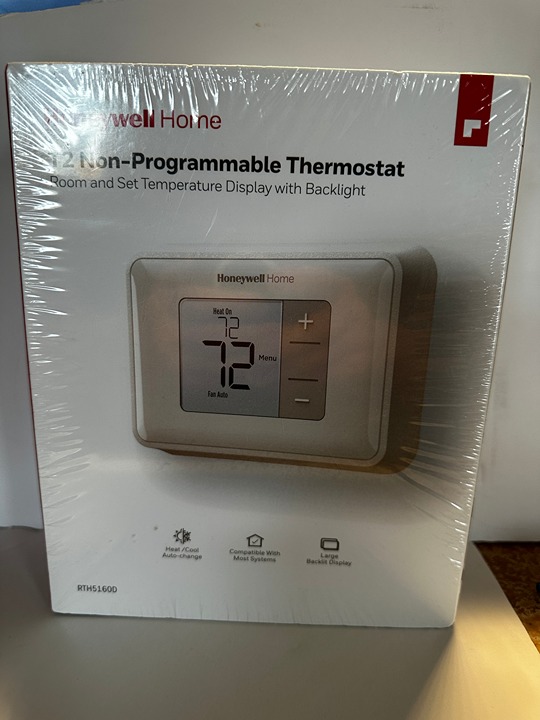 Honeywell Home
T2 Non-Programmable Thermostat
Room and Set Temperature Display with Backlight
Honeywell Home
Heat On
72
72
Menu
Fan Auto
+
−
Heat /Cool
Auto-change
Compatible With
Most Systems
Large
Backlit Display
RTH5160D